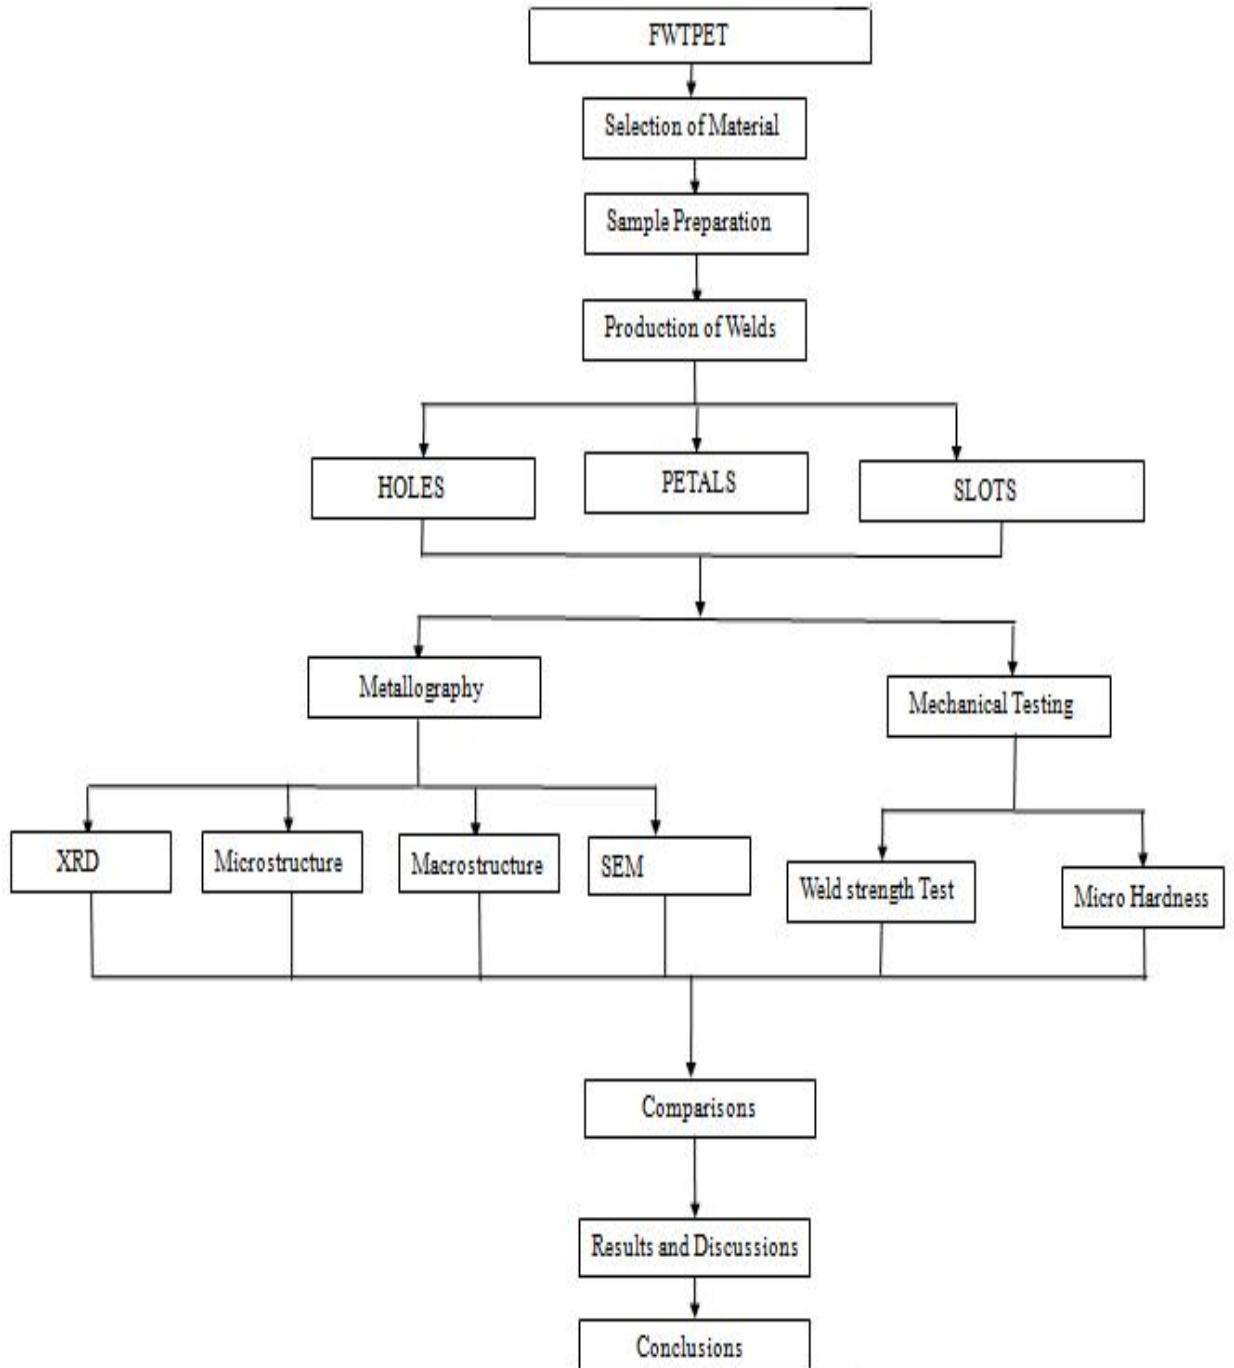 FWTPET
Selection of Material
Sample Preparation
Production of Welds
HOLES
PETALS
SLOTS
Metallography
Mechanical Testing
XRD
Microstructure
Macrostructure
SEM
Weld strength Test
Micro Hardness
Comparisons
Results and Discussions
Conclusions